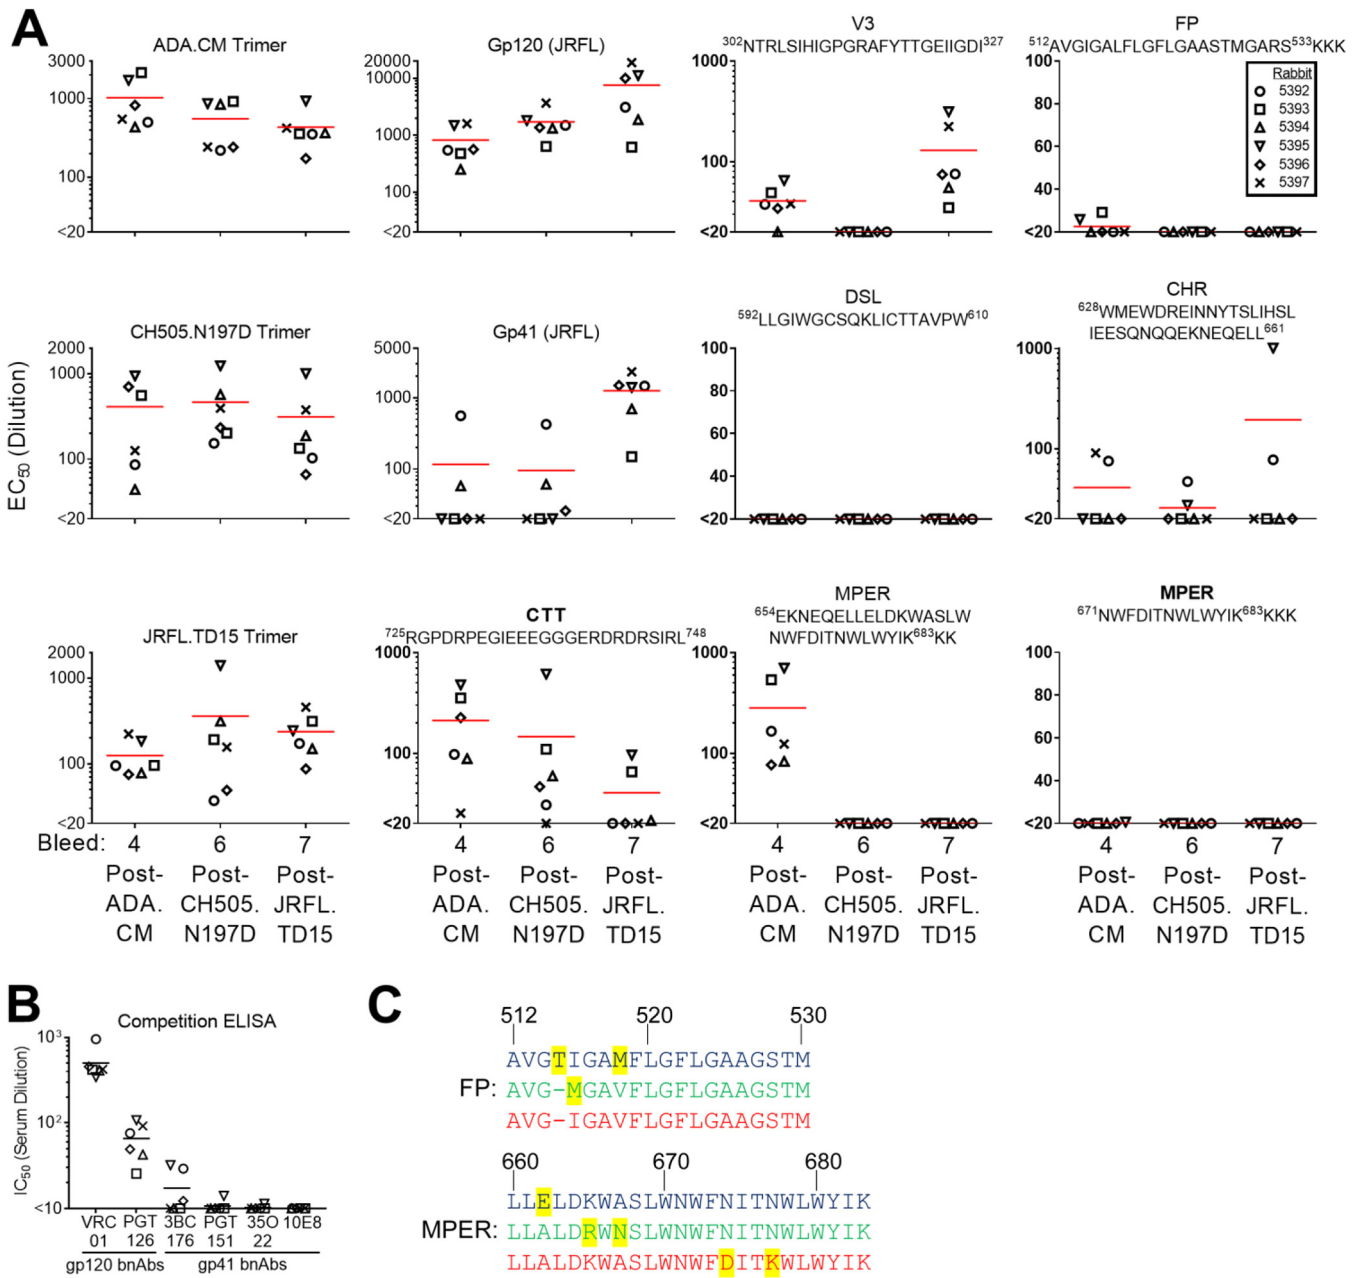 A
ADA.CM Trimer
3000
1000
100
<20
Gp120 (JRFL)
20000
10000
1000
100
<20
V3
302NTRLSIHIGPGRAFYTTGEIIGDI327
1000
100
<20
FP
512AVGIGALFLGFLGAASTMGARS533KKK
100
80
60
40
<20
Rabbit
5392
5393
5394
5395
5396
5397
EC50 (Dilution)
CH505.N197D Trimer
2000
1000
100
<20
Gp41 (JRFL)
5000
1000
100
<20
DSL
592LLGIWGCSQKLICTTAVPW610
100
80
60
40
<20
CHR
628WMEWDREINNYTSLIHSL
IEESQNQQEKNEQELL661
1000
100
<20
JRFL.TD15 Trimer
2000
1000
100
<20
CTT
725RGPDRPEGIEEEGGGERDRDRSIRL748
1000
100
<20
MPER
654EKNEQELLELDKWASLW
NWFDITNWLWYIK683KK
1000
100
<20
MPER
671NWFDITNWLWYIK683KKK
100
80
60
40
<20
Bleed: 4 6 7 4 6 7 4 6 7 4 6 7
Post- Post- Post- Post- Post- Post- Post- Post- Post- Post- Post- Post-
ADA. CH505. JRFL. ADA. CH505. JRFL. ADA. CH505. JRFL. ADA. CH505. JRFL.
CM N197D TD15 CM N197D TD15 CM N197D TD15 CM N197D TD15
B
Competition ELISA
IC50 (Serum Dilution)
103
102
<10
VRC PGT 3BC PGT 35O 10E8
01 126 176 151 22
gp120 bnAbs gp41 bnAbs
C
512 520 530
AVGTIGAMFLGFLGAAGSTM
FP: AVG-MGAVFLGFLGAAGSTM
AVG-IGAVFLGFLGAAGSTM
660 670 680
LLELDKWASLWNWFNITNWLWYIK
MPER: LLALDRWNSLWNWFNITNWLWYIK
LLALDKWASLWNWFDITKWLWYIK